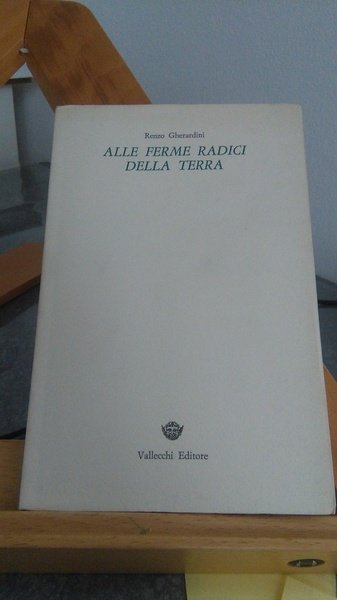 Renzo Gherardini
ALLE FERME RADICI
DELLA TERRA
Vallecchi Editore